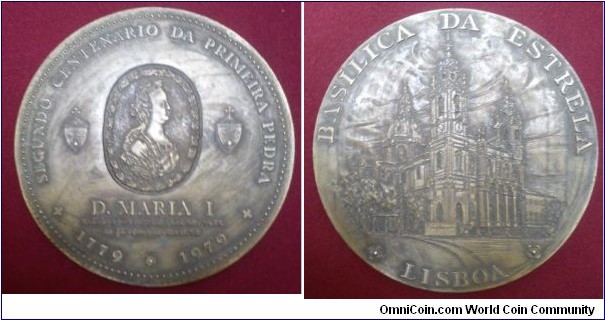 SEGUNDO CENTENARIO DA PRIMEIRA PEDRA
D. MARIA I
1779 1979
BASILICA DA ESTRELA
LISBOA
OmniCoin.com World Coin Community